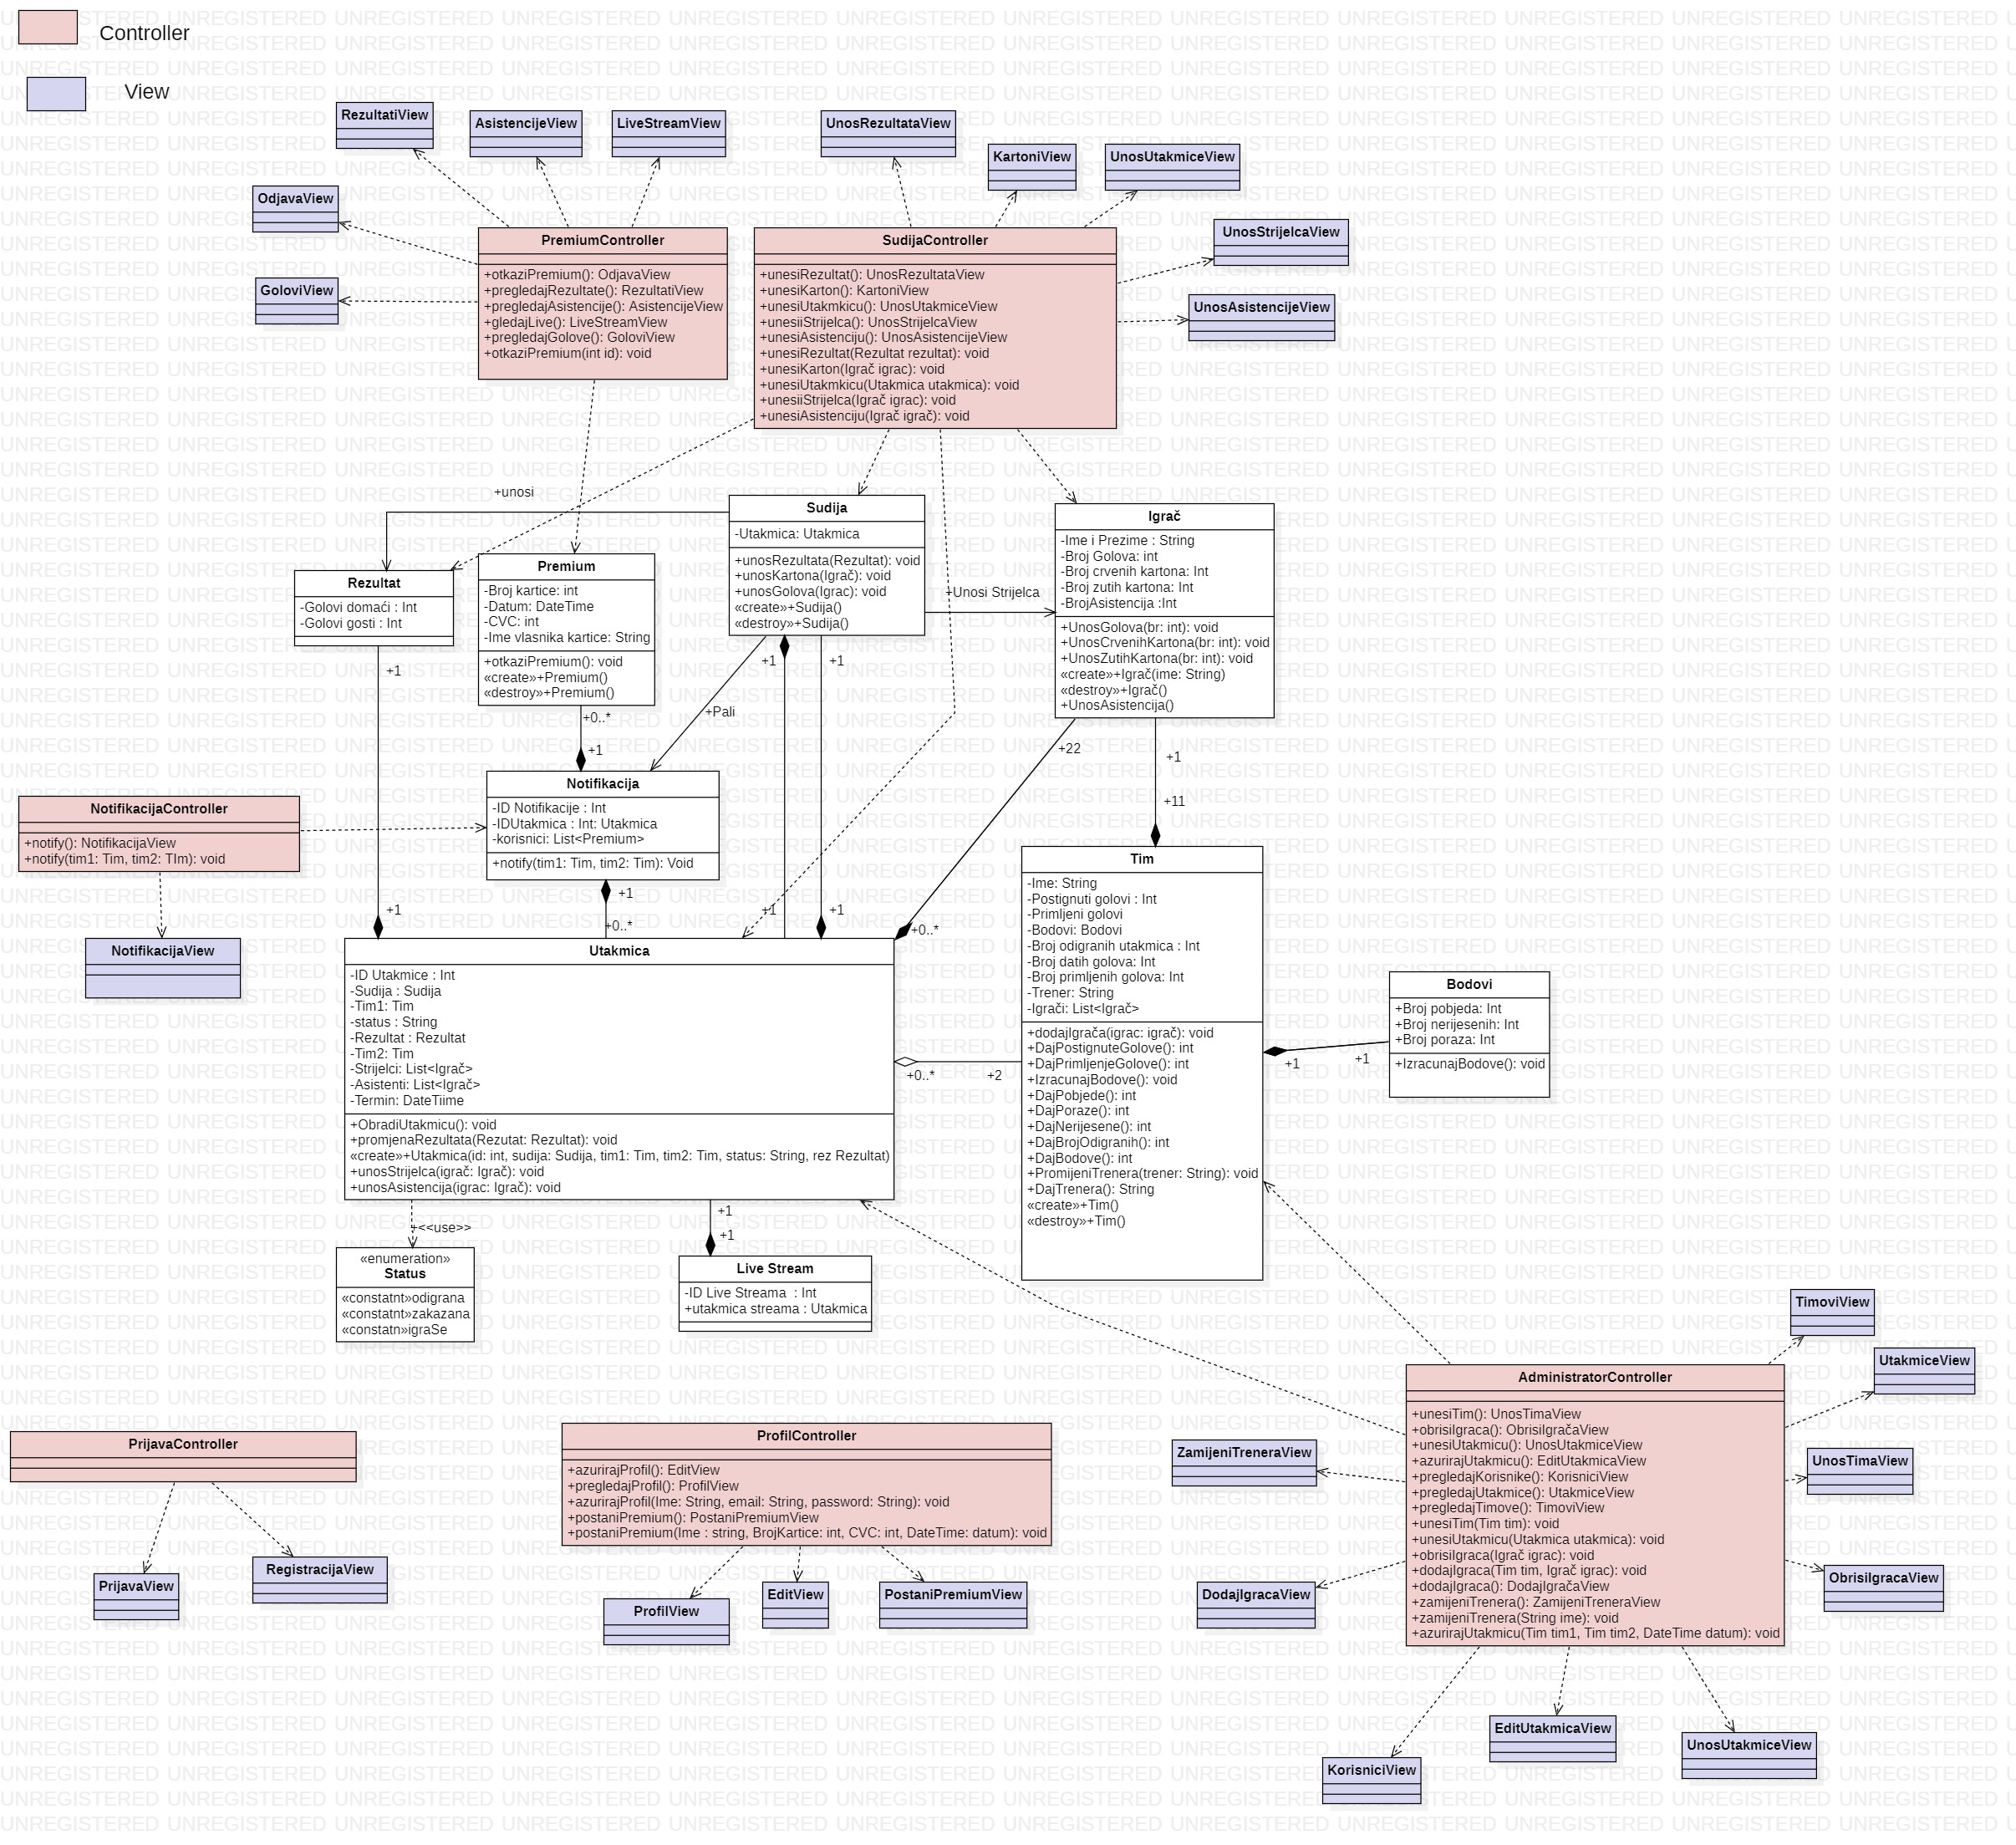 Controller
View
RezultatiView
AsistencijeView
LiveStreamView
OdjavaView
GoloviView
PremiumController
+otkaziPremium(): OdjavaView
+pregledajRezultate(): RezultatiView
+pregledajAsistencije(): AsistencijeView
+gledajLive(): LiveStreamView
+pregledajGolove(): GoloviView
+otkaziPremium(int id): void
UnosRezultataView
KartoniView
UnosUtakmiceView
UnosStrijelcaView
UnosAsistencijeView
SudijaController
+unesiRezultat(): UnosRezultataView
+unesiKarton(): KartoniView
+unesiUtakmkicu(): UnosUtakmiceView
+unesiiStrijelca(): UnosStrijelcaView
+unesiAsistenciju(): UnosAsistencijeView
+unesiRezultat(Rezultat rezultat): void
+unesiKarton(Igrač igrac): void
+unesiUtakmkicu(Utakmica utakmica): void
+unesiiStrijelca(Igrač igrac): void
+unesiAsistenciju(Igrač igrač): void
+unosi
Rezultat
-Golovi domaći : Int
-Golovi gosti : Int
Premium
-Broj kartice: int
-Datum: DateTime
-CVC: int
-Ime vlasnika kartice: String
+otkaziPremium(): void
«create»+Premium()
«destroy»+Premium()
Sudija
-Utakmica: Utakmica
+unosRezultata(Rezultat): void
+unosKartona(Igrač): void
+unosGolova(Igrac): void
«create»+Sudija()
«destroy»+Sudija()
+Unosi Strijelca
Igrač
-Ime i Prezime : String
-Broj Golova: int
-Broj crvenih kartona: Int
-Broj zutih kartona: Int
-BrojAsistencija :Int
+UnosGolova(br: int): void
+UnosCrvenihKartona(br: int): void
+UnosZutihKartona(br: int): void
«create»+Igrač(ime: String)
«destroy»+Igrač()
+UnosAsistencija()
+1
+1
+1
+0..*
+Pali
+1
+22
+1
+11
NotifikacijaController
+notify(): NotifikacijaView
+notify(tim1: Tim, tim2: TIm): void
NotifikacijaView
Notifikacija
-ID Notifikacije : Int
-IDUtakmica : Int: Utakmica
-korisnici: List<Premium>
+notify(tim1: Tim, tim2: Tim): Void
+1
+0..*
+1
+1
+1
+0..*
Utakmica
-ID Utakmice : Int
-Sudija : Sudija
-Tim1: Tim
-status : String
-Rezultat : Rezultat
-Tim2: Tim
-Strijelci: List<Igrač>
-Asistenti: List<Igrač>
-Termin: DateTiime
+ObradiUtakmicu(): void
+promjenaRezultata(Rezutat: Rezultat): void
«create»+Utakmica(id: int, sudija: Sudija, tim1: Tim, tim2: Tim, status: String, rez Rezultat)
+unosStrijelca(igrač: Igrač): void
+unosAsistencija(igrac: Igrač): void
+0..*
+2
Tim
-Ime: String
-Postignuti golovi : Int
-Primljeni golovi
-Bodovi: Bodovi
-Broj odigranih utakmica : Int
-Broj datih golova: Int
-Broj primljenih golova: Int
-Trener: String
-Igrači: List<Igrač>
+dodajIgrača(igrac: igrač): void
+DajPostignuteGolove(): int
+DajPrimljenjeGolove(): int
+IzracunajBodove(): void
+DajPobjede(): int
+DajPoraze(): int
+DajNerijesene(): int
+DajBrojOdigranih(): int
+DajBodove(): int
+PromijeniTrenera(trener: String): void
+DajTrenera(): String
«create»+Tim()
«destroy»+Tim()
+1
+1
Bodovi
+Broj pobjeda: Int
+Broj nerijesenih: Int
+Broj poraza: Int
+IzracunajBodove(): void
+<<use>>
«enumeration»
Status
«constatnt»odigrana
«constatnt»zakazana
«constatn»igraSe
+1
+1
Live Stream
-ID Live Streama : Int
+utakmica streama : Utakmica
PrijavaController
PrijavaView
RegistracijaView
ProfilController
+azurirajProfil(): EditView
+pregledajProfil(): ProfilView
+azurirajProfil(Ime: String, email: String, password: String): void
+postaniPremium(): PostaniPremiumView
+postaniPremium(Ime : string, BrojKartice: int, CVC: int, DateTime: datum): void
ProfilView
EditView
PostaniPremiumView
TimoviView
UtakmiceView
AdministratorController
+unesiTim(): UnosTimaView
+obrisiIgraca(): ObrisiIgračaView
+unesiUtakmicu(): UnosUtakmiceView
+azurirajUtakmicu(): EditUtakmicaView
+pregledajKorisnike(): KorisniciView
+pregledajUtakmice(): UtakmiceView
+pregledajTimove(): TimoviView
+unesiTim(Tim tim): void
+unesiUtakmicu(Utakmica utakmica): void
+obrisiIgraca(Igrač igrac): void
+dodajIgraca(Tim tim, Igrač igrac): void
+dodajIgraca(): DodajIgračaView
+zamijeniTrenera(): ZamijeniTreneraView
+zamijeniTrenera(String ime): void
+azurirajUtakmicu(Tim tim1, Tim tim2, DateTime datum): void
ZamijeniTreneraView
UnosTimaView
DodajIgracaView
ObrisiIgracaView
KorisniciView
EditUtakmicaView
UnosUtakmiceView